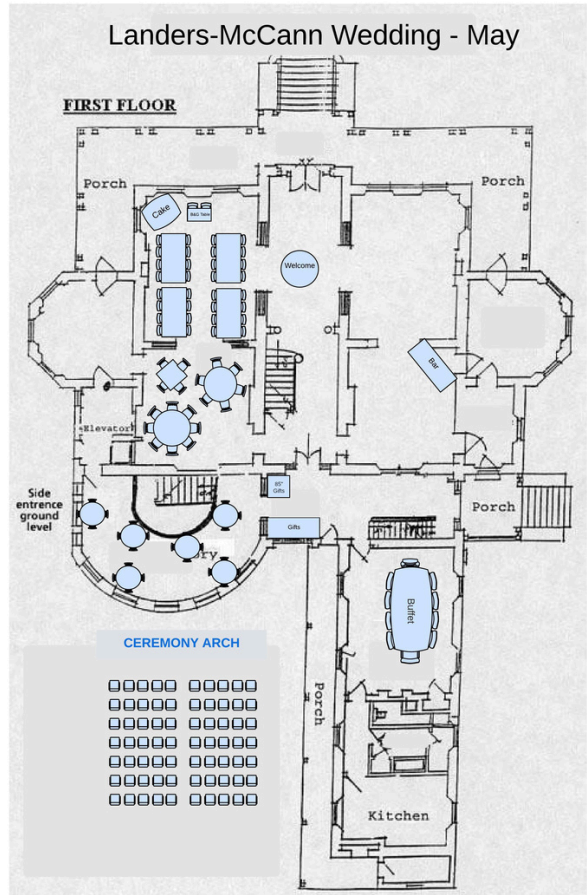 Landers-McCann Wedding - May
FIRST FLOOR
Porch
Porch
Cake
B&G Table
Welcome
Bar
Elevator
Side
entrence
ground
level
85"
Gifts
Gifts
Porch
ry
Buffet
CEREMONY ARCH
Porch
Kitchen